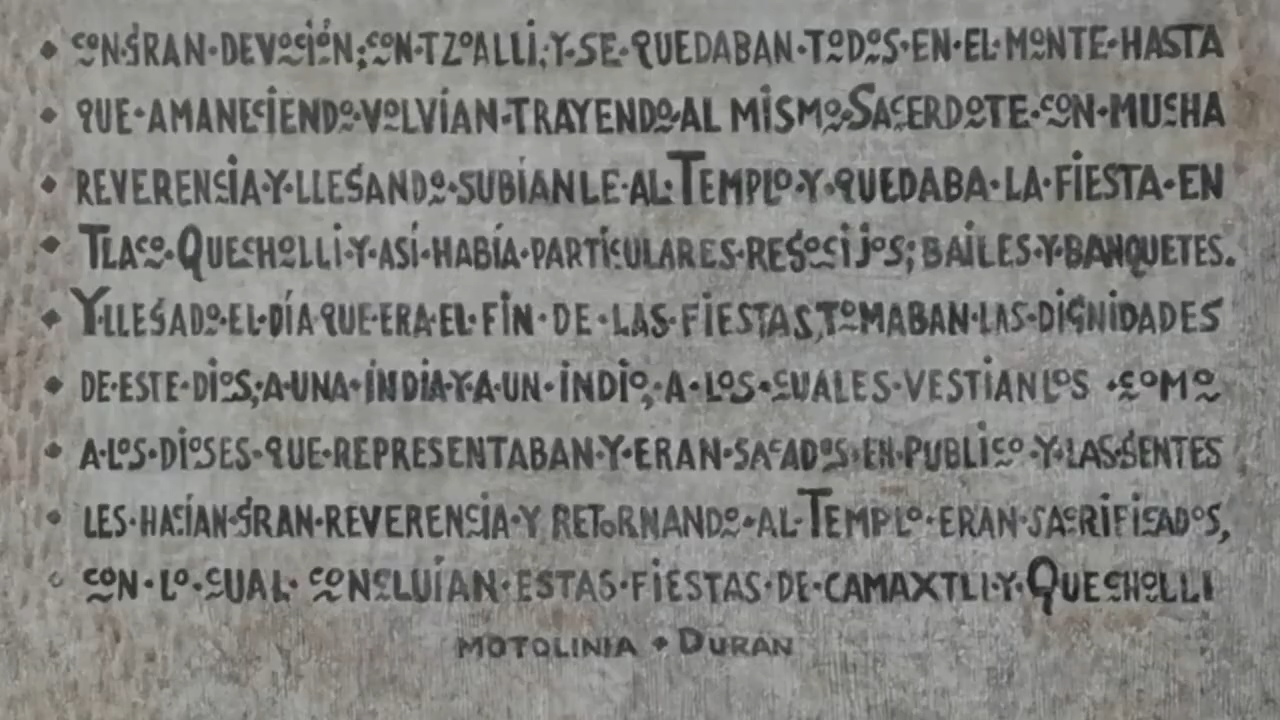 CON·GRAN·DEVOCIÓN;CON·TZOALLI;·Y·SE·QUEDABAN·TODOS·EN·EL·MONTE·HASTA
QUE·AMANECIENDO·VOLVÍAN·TRAYENDO·AL MISMO·SACERDOTE·CON·MUCHA
REVERENCIA·Y·LLEGANDO·SUBÍANLE·AL·TEMPLO·Y·QUEDABA·LA·FIESTA·EN
TLACO·QUECHOLLI·Y·ASÍ·HABÍA·PARTICULARES·REGOCIJOS;BAILES·Y·BANQUETES.
Y·LLEGADO·EL·DÍA·QUE·ERA·EL·FIN·DE·LAS·FIESTAS,TOMABAN·LAS·DIGNIDADES
DE·ESTE·DIOS,·A·UNA·INDIA·Y·A·UN·INDIO,·A·LOS·CUALES·VESTIANLOS·COMO
A·LOS·DIOSES·QUE·REPRESENTABAN·Y·ERAN·SACADOS·EN·PUBLICO·Y·LAS·GENTES
LES·HACÍAN·GRAN·REVERENCIA·Y RETORNANDO·AL·TEMPLO·ERAN·SACRIFICADOS,
CON·LO·CUAL·CONCLUÍAN·ESTAS·FIESTAS·DE·CAMAXTLI·Y·QUECHOLLI
MOTOLINIA · DURAN